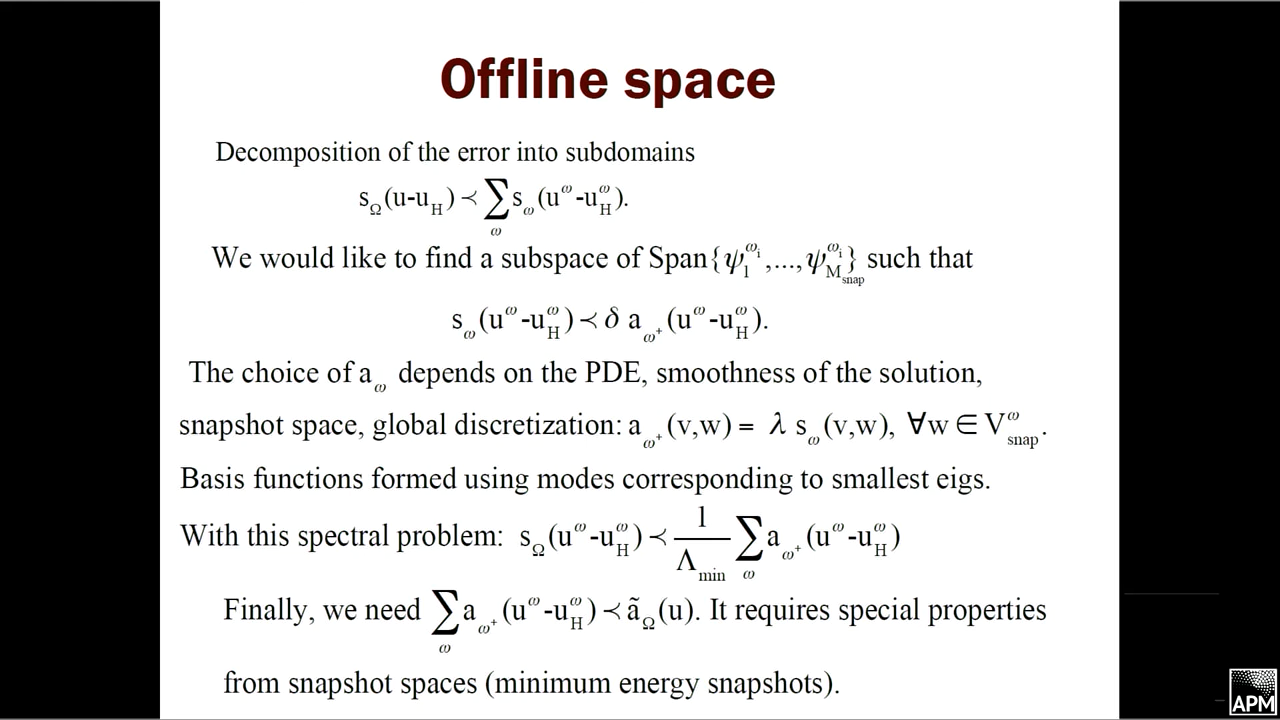 Offline space
Decomposition of the error into subdomains
s_Ω(u-u_H) ≺ ∑_ω s_ω(u^ω-u_H^ω).
We would like to find a subspace of Span{ψ_1^{ω_i},...,ψ_{M_snap}^{ω_i}} such that
s_ω(u^ω-u_H^ω) ≺ δ a_{ω^+}(u^ω-u_H^ω).
The choice of a_ω depends on the PDE, smoothness of the solution,
snapshot space, global discretization: a_{ω^+}(v,w) = λ s_ω(v,w), ∀w ∈ V_snap^ω.
Basis functions formed using modes corresponding to smallest eigs.
With this spectral problem: s_Ω(u^ω-u_H^ω) ≺ 1/Λ_min ∑_ω a_{ω^+}(u^ω-u_H^ω)
Finally, we need ∑_ω a_{ω^+}(u^ω-u_H^ω) ≺ ã_Ω(u). It requires special properties
from snapshot spaces (minimum energy snapshots).
APM